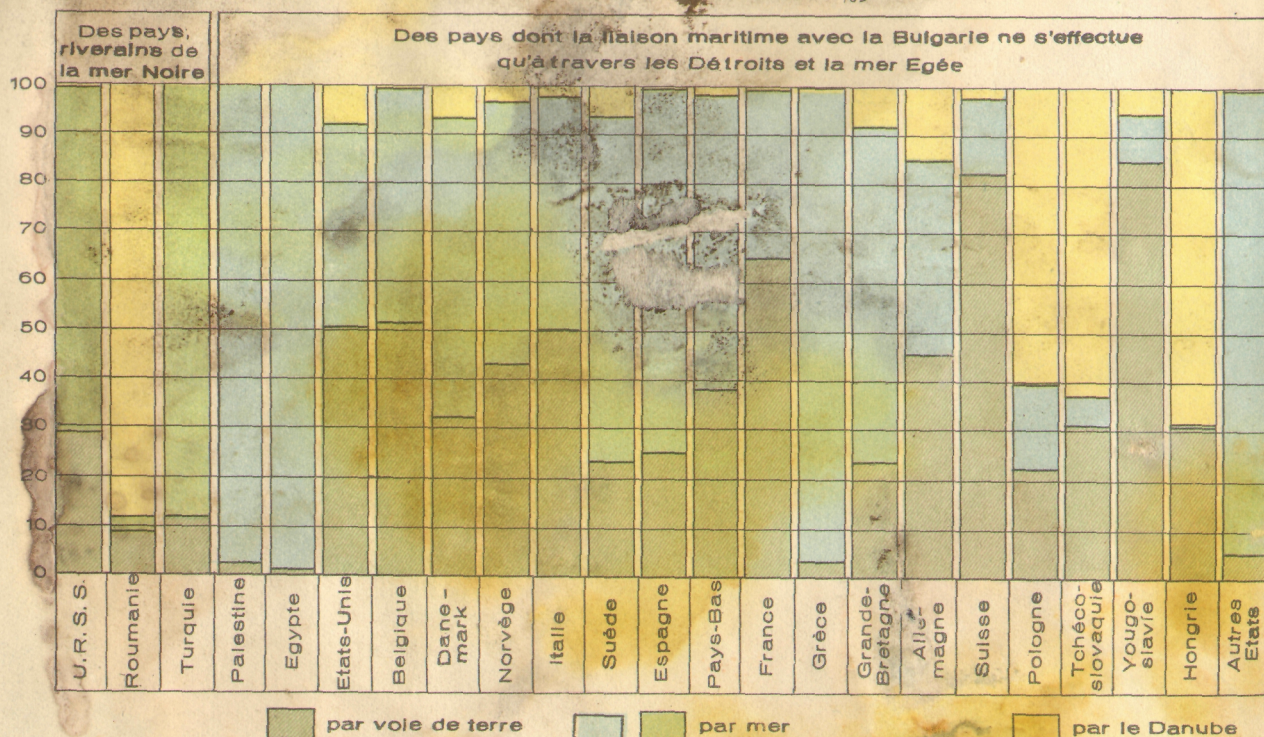 Des pays,
riverains de
la mer Noire
Des pays dont la liaison maritime avec la Bulgarie ne s'effectue
qu'à travers les Détroits et la mer Egée
100
90
80
70
60
50
40
30
20
10
0
U.R.S.S.
Roumanie
Turquie
Palestine
Egypte
Etats-Unis
Belgique
Dane-
mark
Norvège
Italie
Suède
Espagne
Pays-Bas
France
Grèce
Grande-
Bretagne
Alle-
magne
Suisse
Pologne
Tchéco-
slovaquie
Yougo-
slavie
Hongrie
Autres
Etats
par voie de terre
par mer
par le Danube